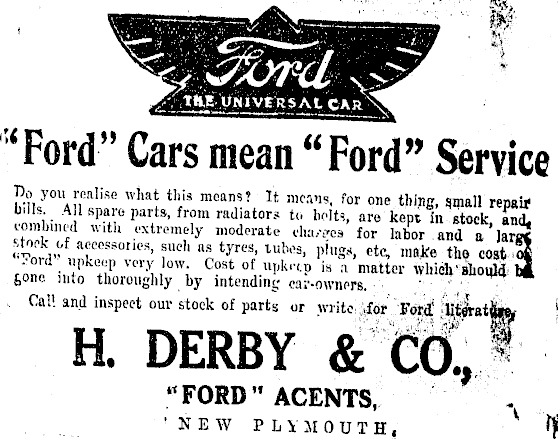 Ford
THE UNIVERSAL CAR
"Ford" Cars mean "Ford" Service
Do you realise what this means? It means, for one thing, small repair
bills. All spare parts, from radiators to bolts, are kept in stock, and,
combined with extremely moderate charges for labor and a large
stock of accessories, such as tyres, tubes, plugs, etc, make the cost of
"Ford" upkeep very low. Cost of upkeep is a matter which should be
gone into thoroughly by intending car-owners.
Call and inspect our stock of parts or write for Ford literature,
H. DERBY & CO.,
"FORD" AGENTS,
NEW PLYMOUTH,